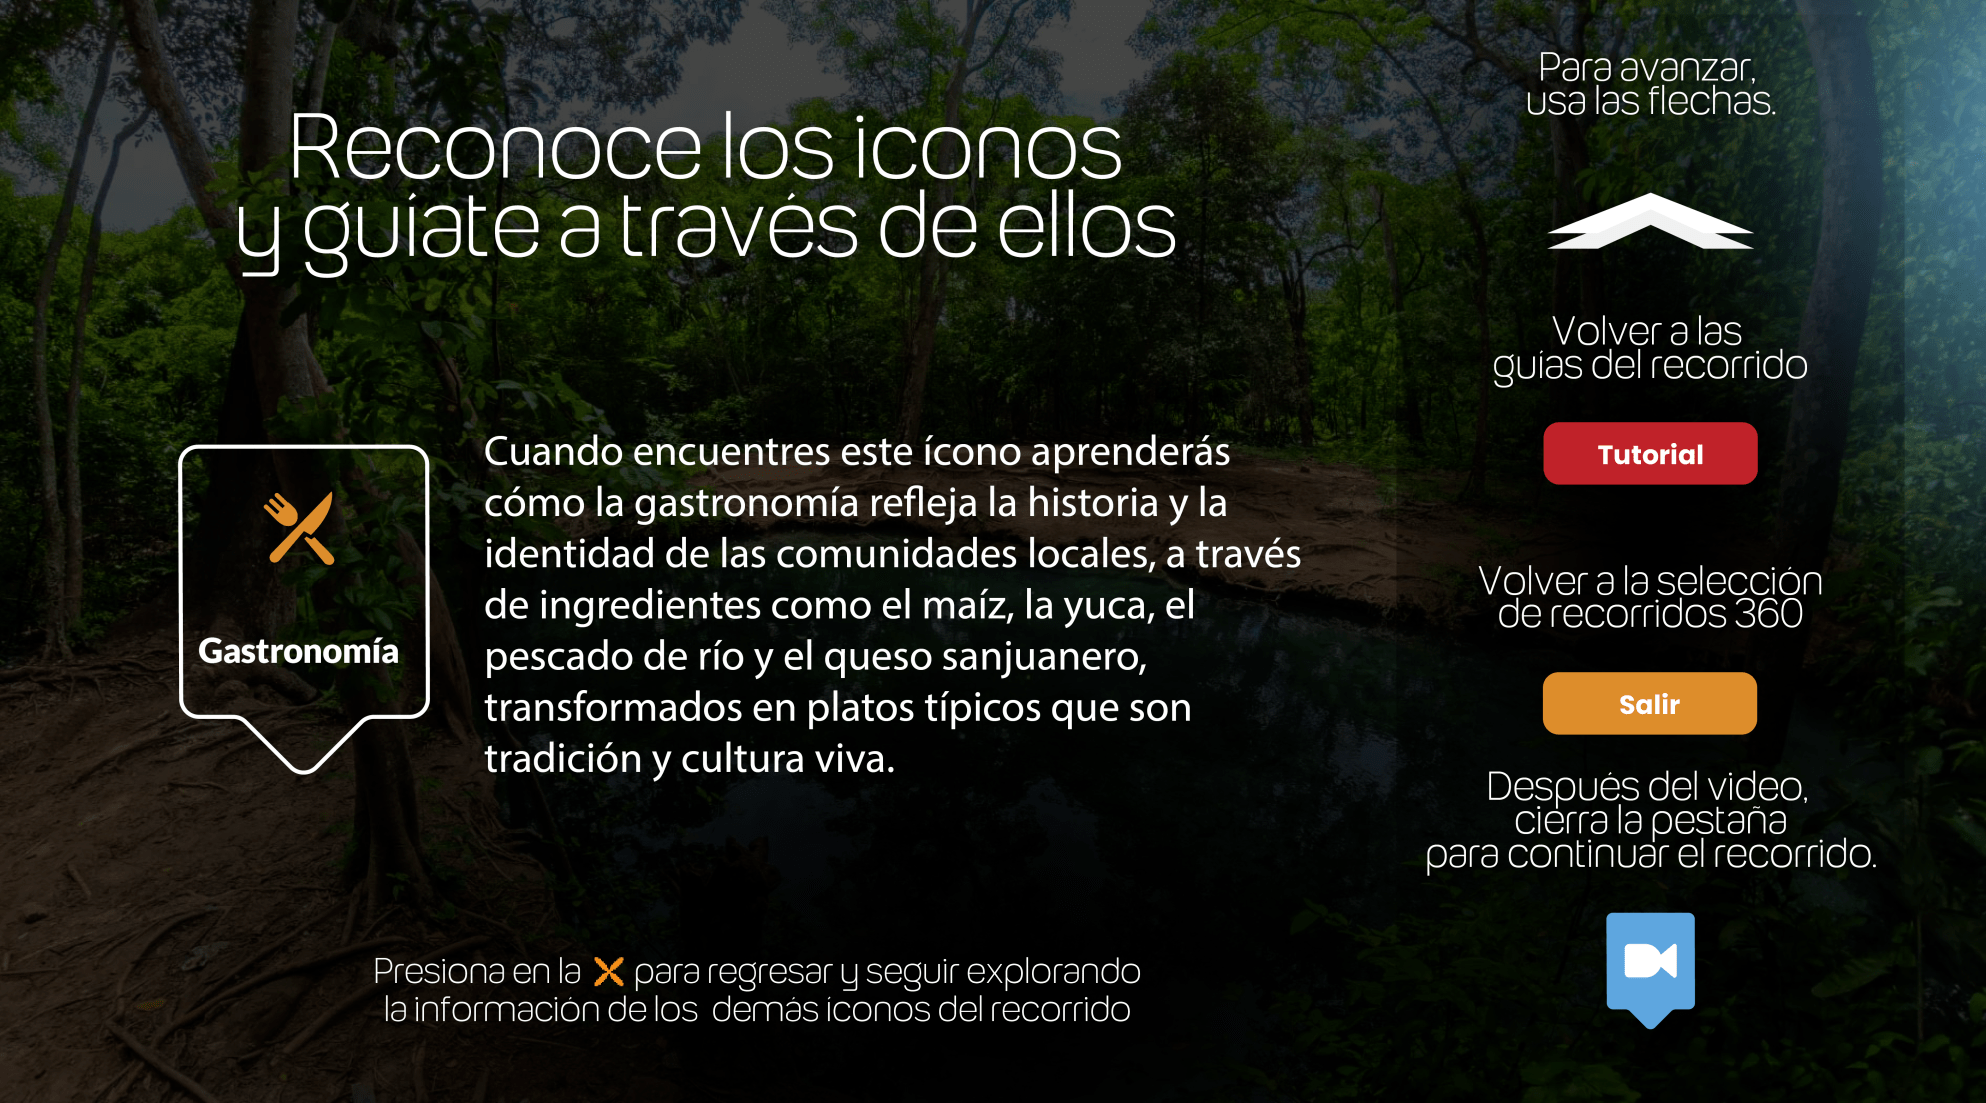 Reconoce los iconos
y guíate a través de ellos
Gastronomía
Cuando encuentres este ícono aprenderás
cómo la gastronomía refleja la historia y la
identidad de las comunidades locales, a través
de ingredientes como el maíz, la yuca, el
pescado de río y el queso sanjuanero,
transformados en platos típicos que son
tradición y cultura viva.
Presiona en la para regresar y seguir explorando
la información de los demás íconos del recorrido
Para avanzar,
usa las flechas.
Volver a las
guías del recorrido
Tutorial
Volver a la selección
de recorridos 360
Salir
Después del video,
cierra la pestaña
para continuar el recorrido.